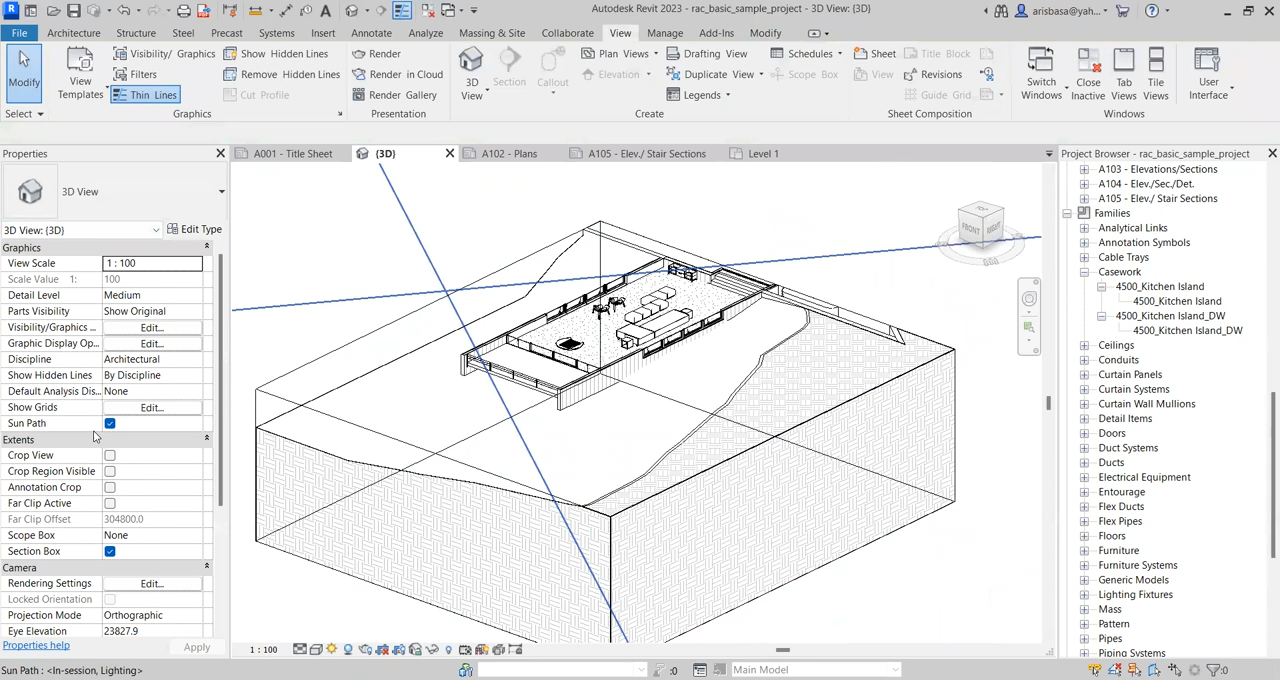 Autodesk Revit 2023 - rac_basic_sample_project - 3D View: {3D}
arisbasa@yah...
File Architecture Structure Steel Precast Systems Insert Annotate Analyze Massing & Site Collaborate View Manage Add-Ins Modify
Modify
View Templates
Visibility/ Graphics
Filters
Thin Lines
Show Hidden Lines
Remove Hidden Lines
Cut Profile
Render
Render in Cloud
Render Gallery
3D View
Section
Callout
Plan Views
Elevation
Drafting View
Duplicate View
Legends
Schedules
Scope Box
Sheet
View
Title Block
Revisions
Guide Grid
Switch Windows
Close Inactive
Tab Views
Tile Views
User Interface
Select Graphics Presentation Create Sheet Composition Windows
Properties
A001 - Title Sheet {3D} A102 - Plans A105 - Elev./ Stair Sections Level 1
Project Browser - rac_basic_sample_project
3D View
3D View: {3D} Edit Type
Graphics
View Scale 1 : 100
Scale Value 1: 100
Detail Level Medium
Parts Visibility Show Original
Visibility/Graphics ... Edit...
Graphic Display Op... Edit...
Discipline Architectural
Show Hidden Lines By Discipline
Default Analysis Dis... None
Show Grids Edit...
Sun Path
Extents
Crop View
Crop Region Visible
Annotation Crop
Far Clip Active
Far Clip Offset 304800.0
Scope Box None
Section Box
Camera
Rendering Settings Edit...
Locked Orientation
Projection Mode Orthographic
Eye Elevation 23827.9
Properties help Apply
TOP
FRONT
RIGHT
A103 - Elevations/Sections
A104 - Elev./Sec./Det.
A105 - Elev./ Stair Sections
Families
Analytical Links
Annotation Symbols
Cable Trays
Casework
4500_Kitchen Island
4500_Kitchen Island
4500_Kitchen Island_DW
4500_Kitchen Island_DW
Ceilings
Conduits
Curtain Panels
Curtain Systems
Curtain Wall Mullions
Detail Items
Doors
Duct Systems
Ducts
Electrical Equipment
Entourage
Flex Ducts
Flex Pipes
Floors
Furniture
Furniture Systems
Generic Models
Lighting Fixtures
Mass
Pattern
Pipes
Piping Systems
1 : 100
Sun Path : <In-session, Lighting>
:0
Main Model
:0